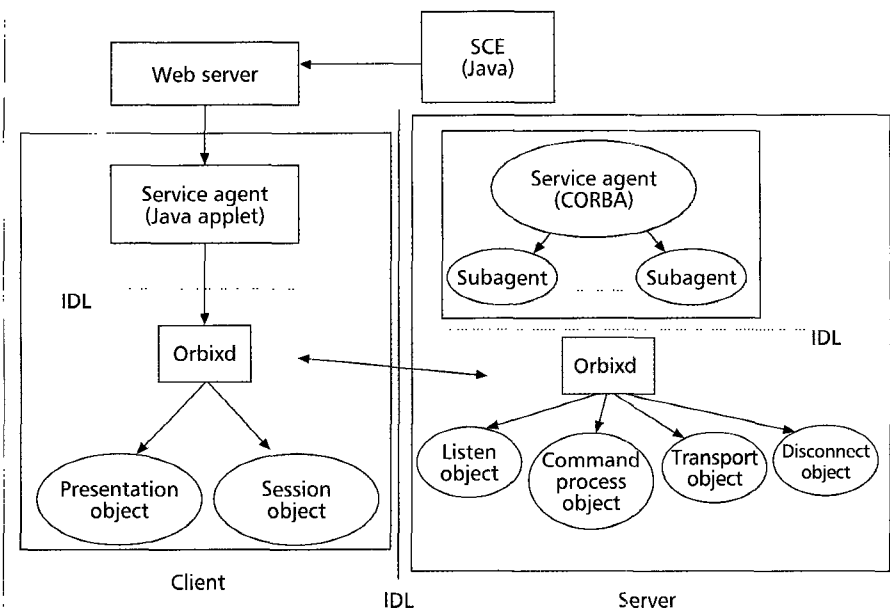 SCE
(Java)
Web server
Service agent
(Java applet)
IDL
Orbixd
Presentation
object
Session
object
Client
Service agent
(CORBA)
Subagent
Subagent
IDL
Orbixd
Listen
object
Command
process
object
Transport
object
Disconnect
object
IDL
Server